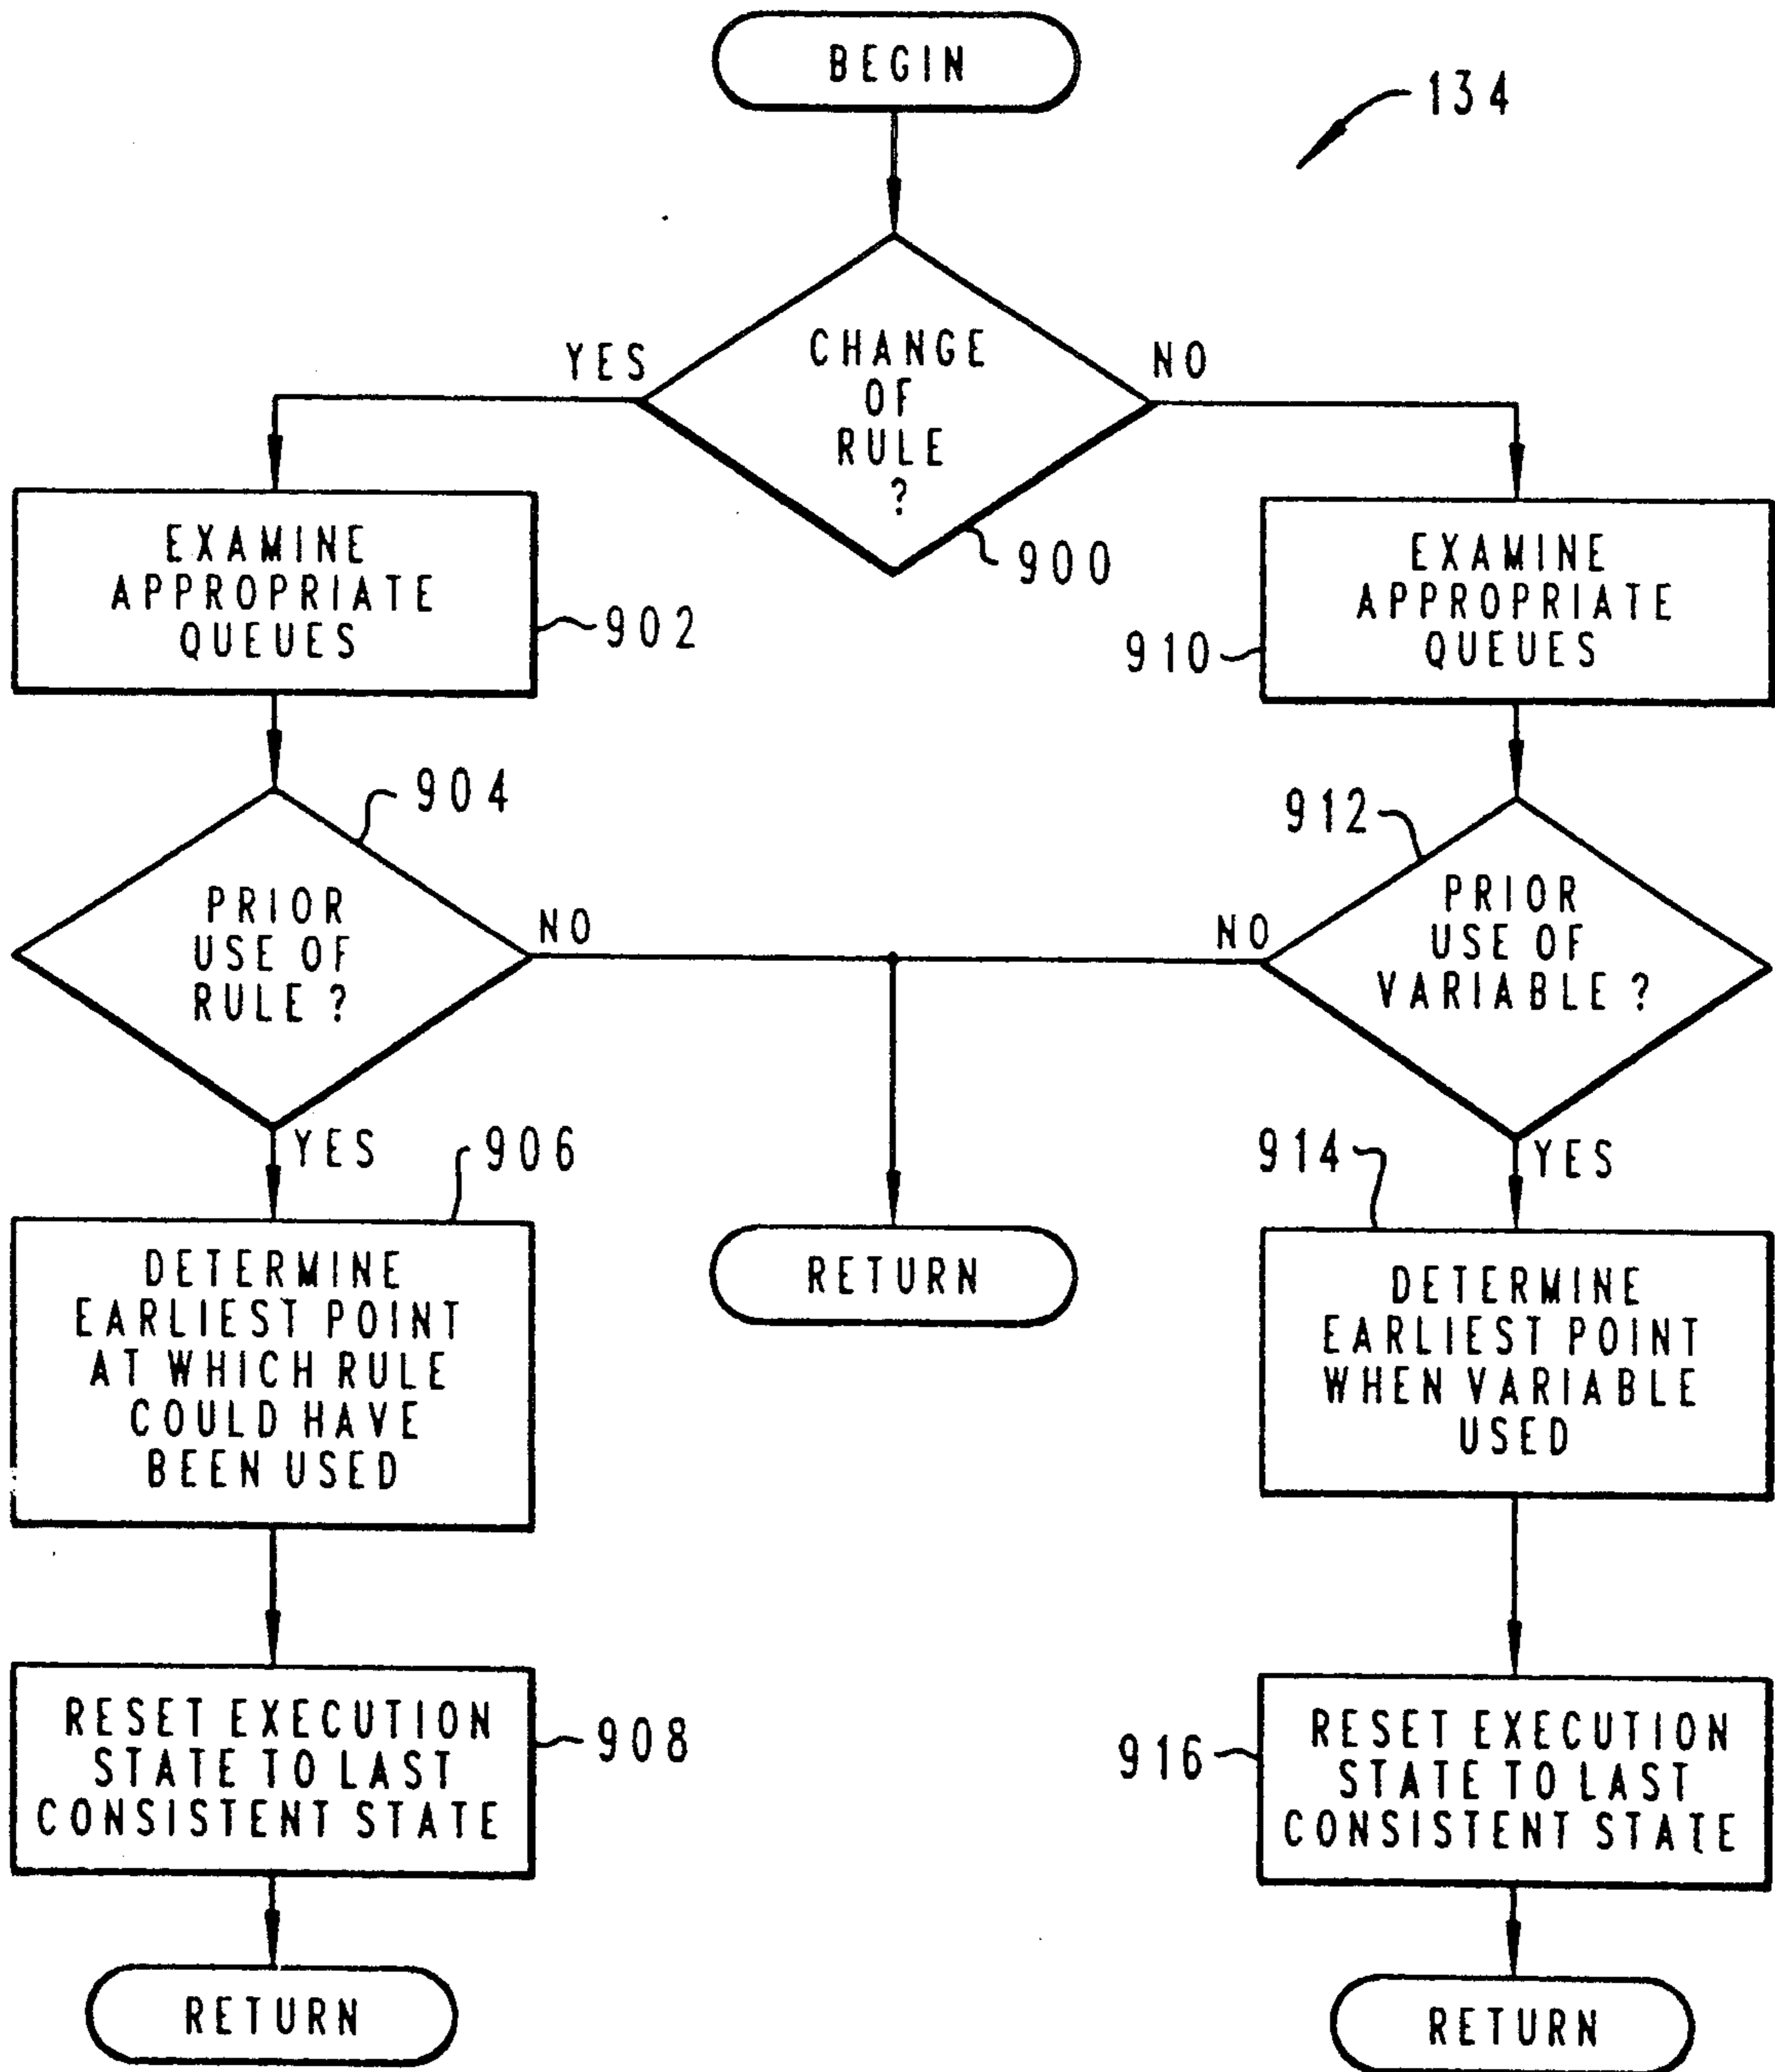 BEGIN
134
CHANGE
OF
RULE
?
YES
NO
900
EXAMINE
APPROPRIATE
QUEUES
902
EXAMINE
APPROPRIATE
QUEUES
910
904
PRIOR
USE OF
RULE ?
NO
YES
912
PRIOR
USE OF
VARIABLE ?
NO
YES
906
DETERMINE
EARLIEST POINT
AT WHICH RULE
COULD HAVE
BEEN USED
RETURN
914
DETERMINE
EARLIEST POINT
WHEN VARIABLE
USED
RESET EXECUTION
STATE TO LAST
CONSISTENT STATE
908
916
RESET EXECUTION
STATE TO LAST
CONSISTENT STATE
RETURN
RETURN